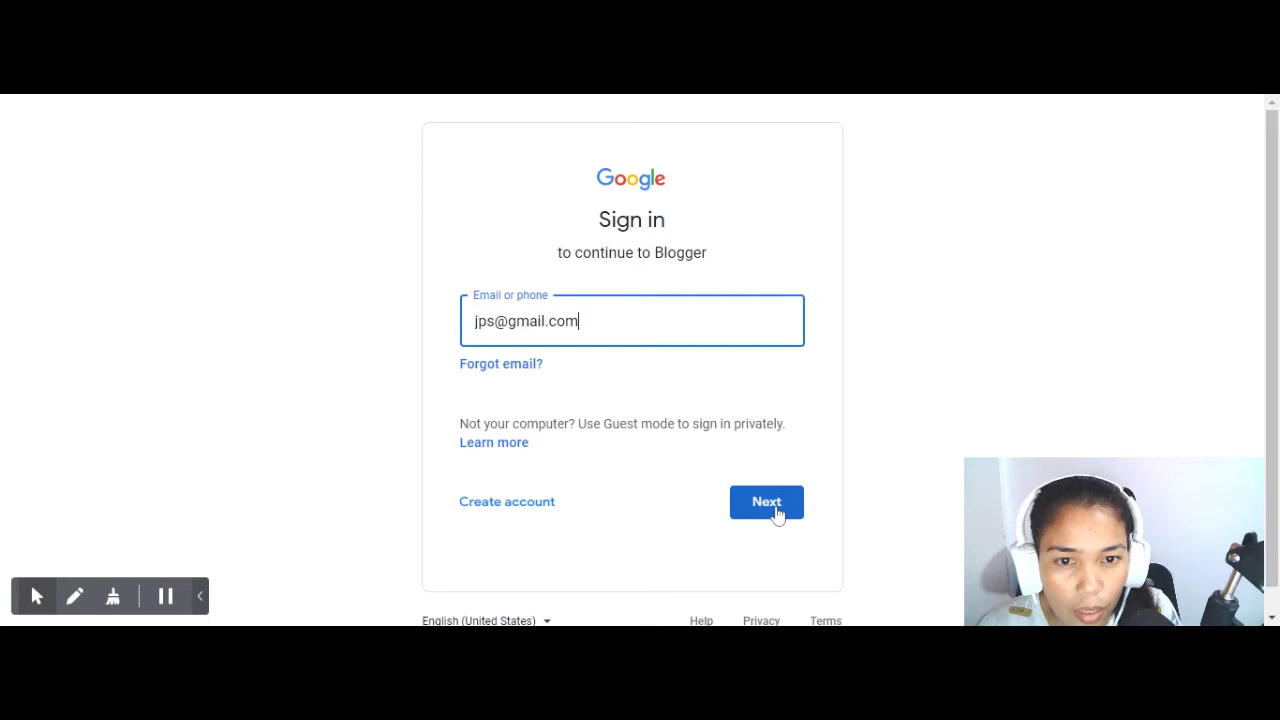 Google
Sign in
to continue to Blogger
Email or phone
jps@gmail.com
Forgot email?
Not your computer? Use Guest mode to sign in privately.
Learn more
Create account
Next
English (United States)
Help
Privacy
Terms